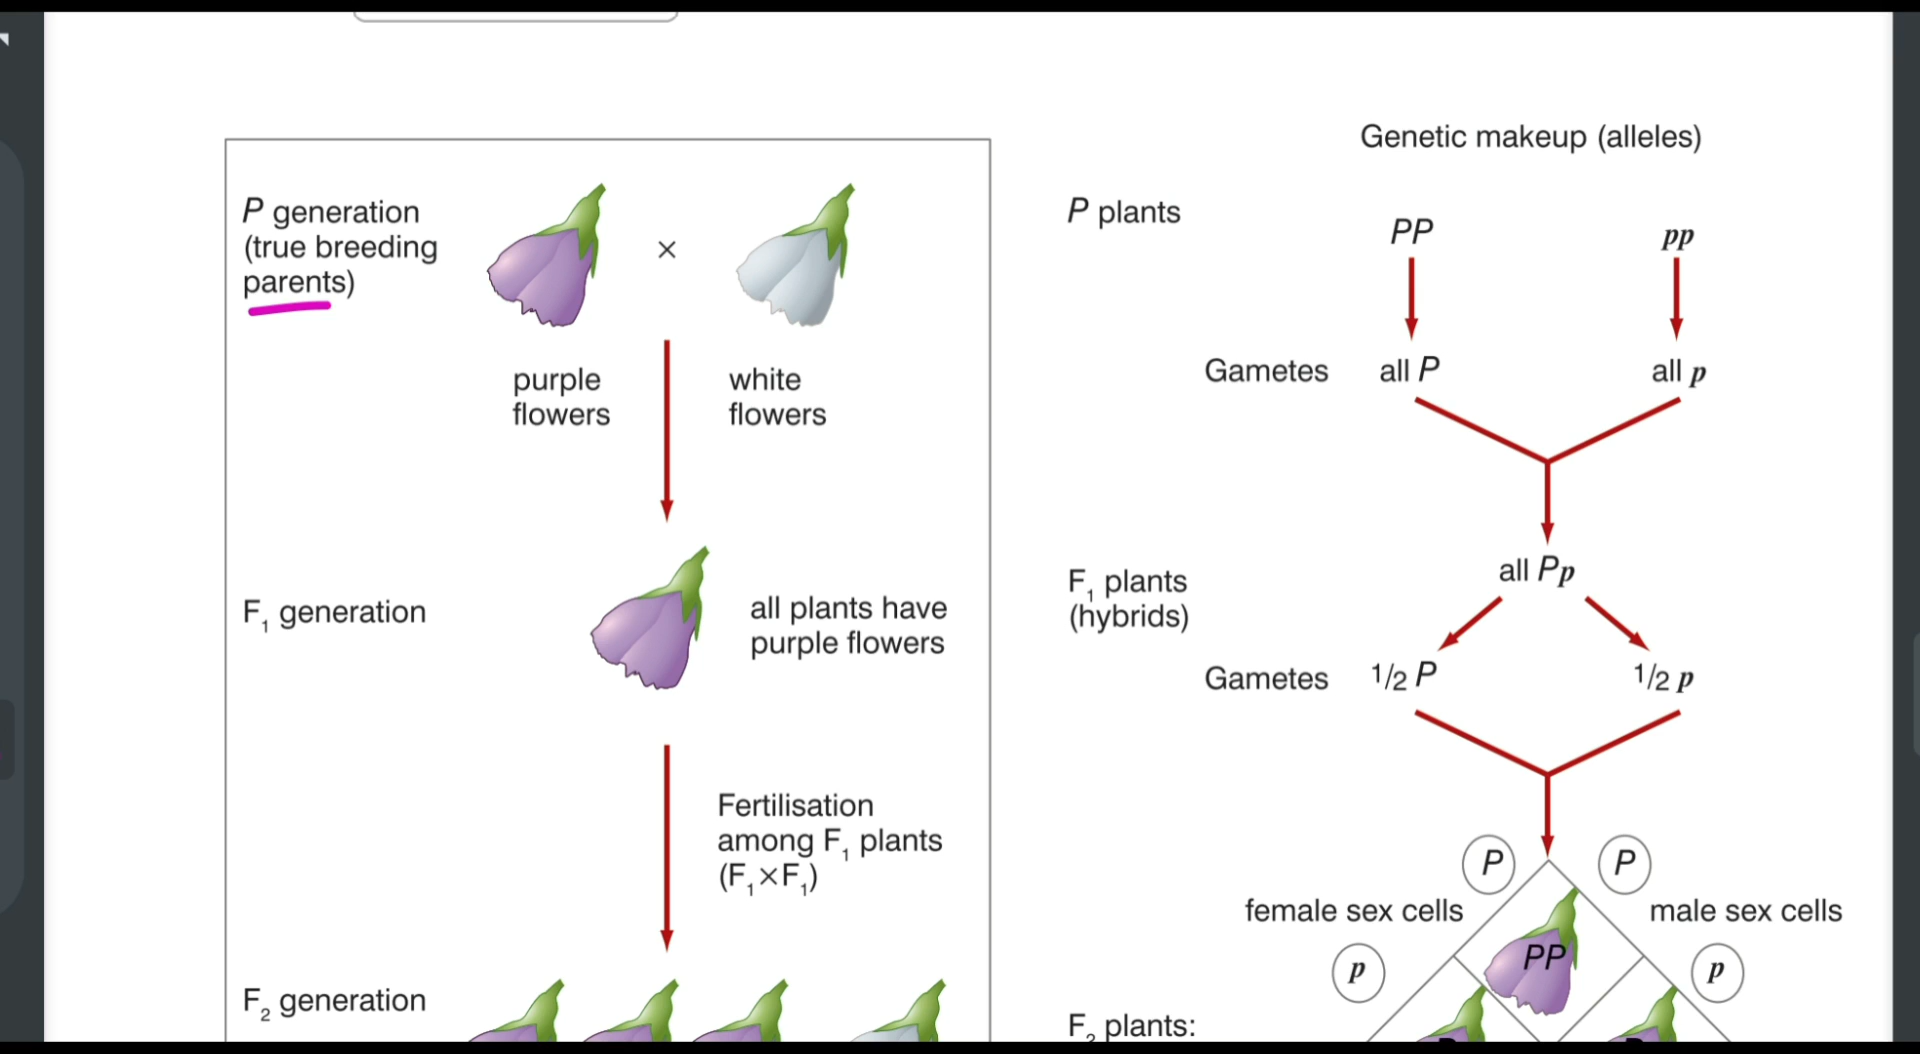 P generation
(true breeding
parents)
×
purple
flowers
white
flowers
F₁ generation
all plants have
purple flowers
Fertilisation
among F₁ plants
(F₁×F₁)
F₂ generation
Genetic makeup (alleles)
P plants
PP
pp
Gametes
all P
all p
F₁ plants
(hybrids)
all Pp
Gametes
1/2 P
1/2 p
P
P
female sex cells
male sex cells
PP
p
p
F₂ plants: